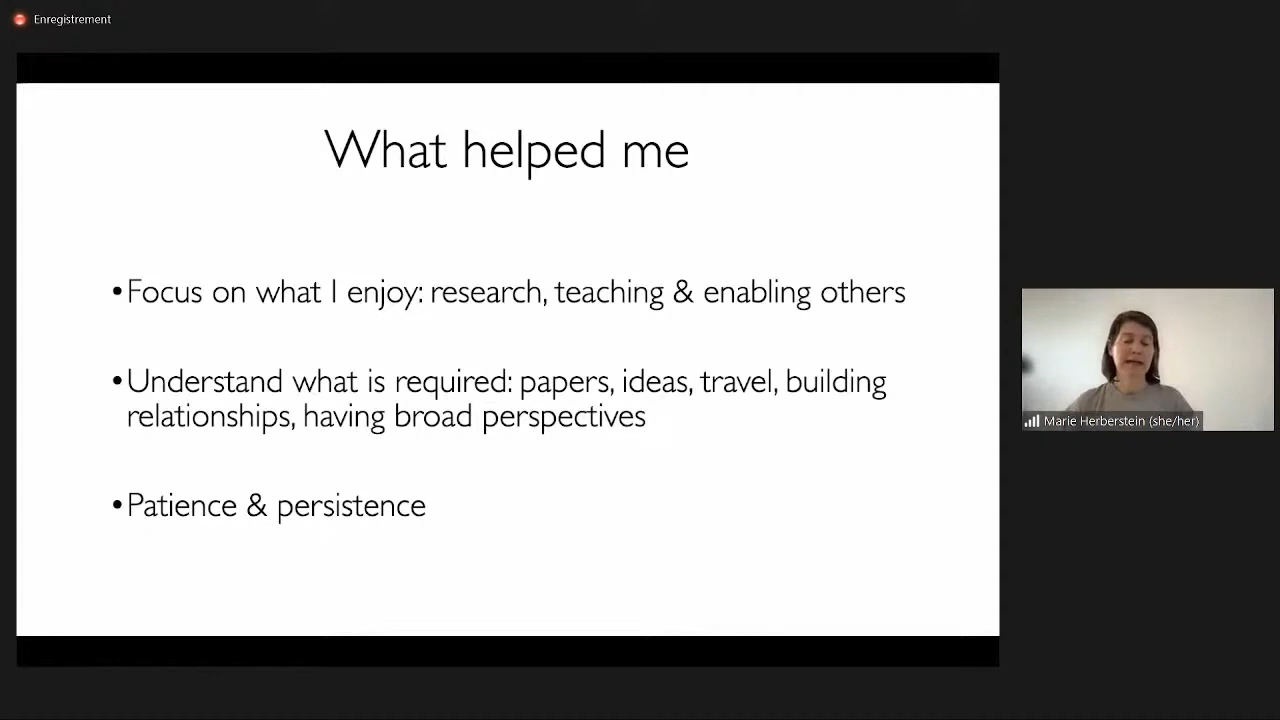 Enregistrement
What helped me
•Focus on what I enjoy: research, teaching & enabling others
•Understand what is required: papers, ideas, travel, building
relationships, having broad perspectives
•Patience & persistence
Marie Herberstein (she/her)